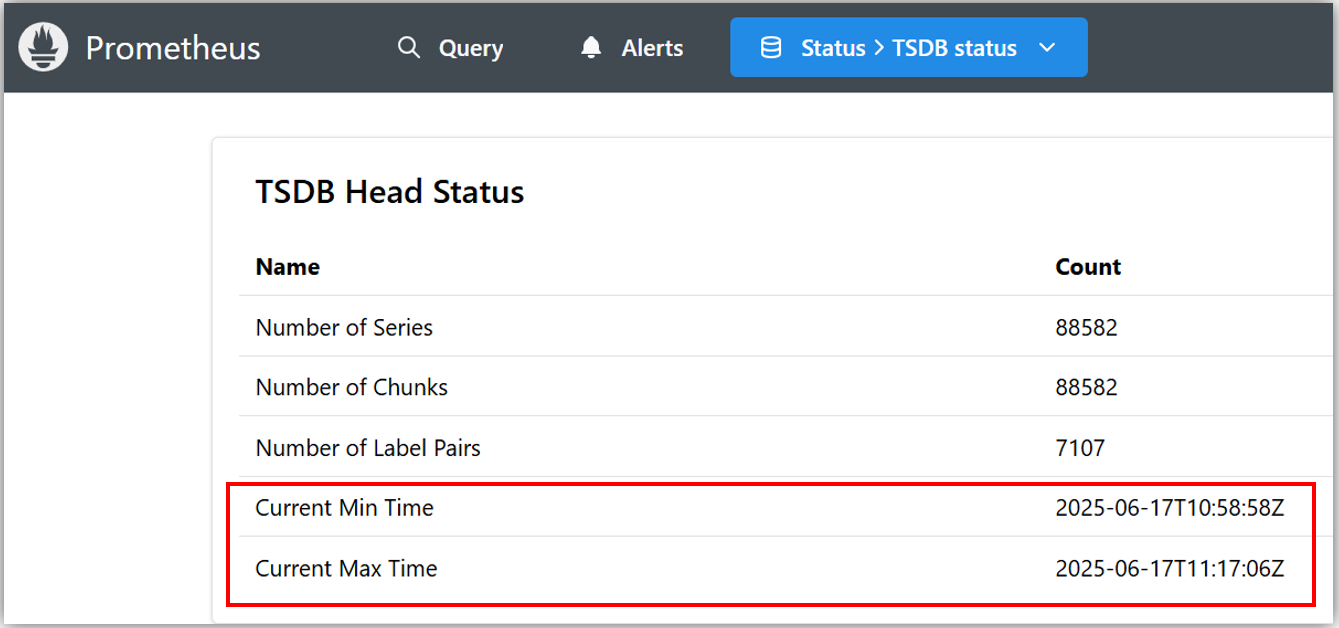 Prometheus Query Alerts Status > TSDB status
TSDB Head Status
Name Count
Number of Series 88582
Number of Chunks 88582
Number of Label Pairs 7107
Current Min Time 2025-06-17T10:58:58Z
Current Max Time 2025-06-17T11:17:06Z